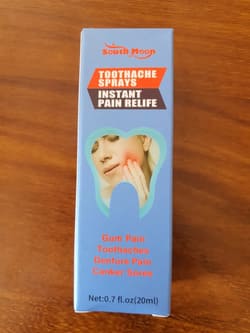 South Moon
TOOTHACHE
SPRAYS
INSTANT
PAIN RELIFE
Gum Pain
Toothaches
Denture Pain
Canker Sores
Net:0.7 fl.oz(20ml)